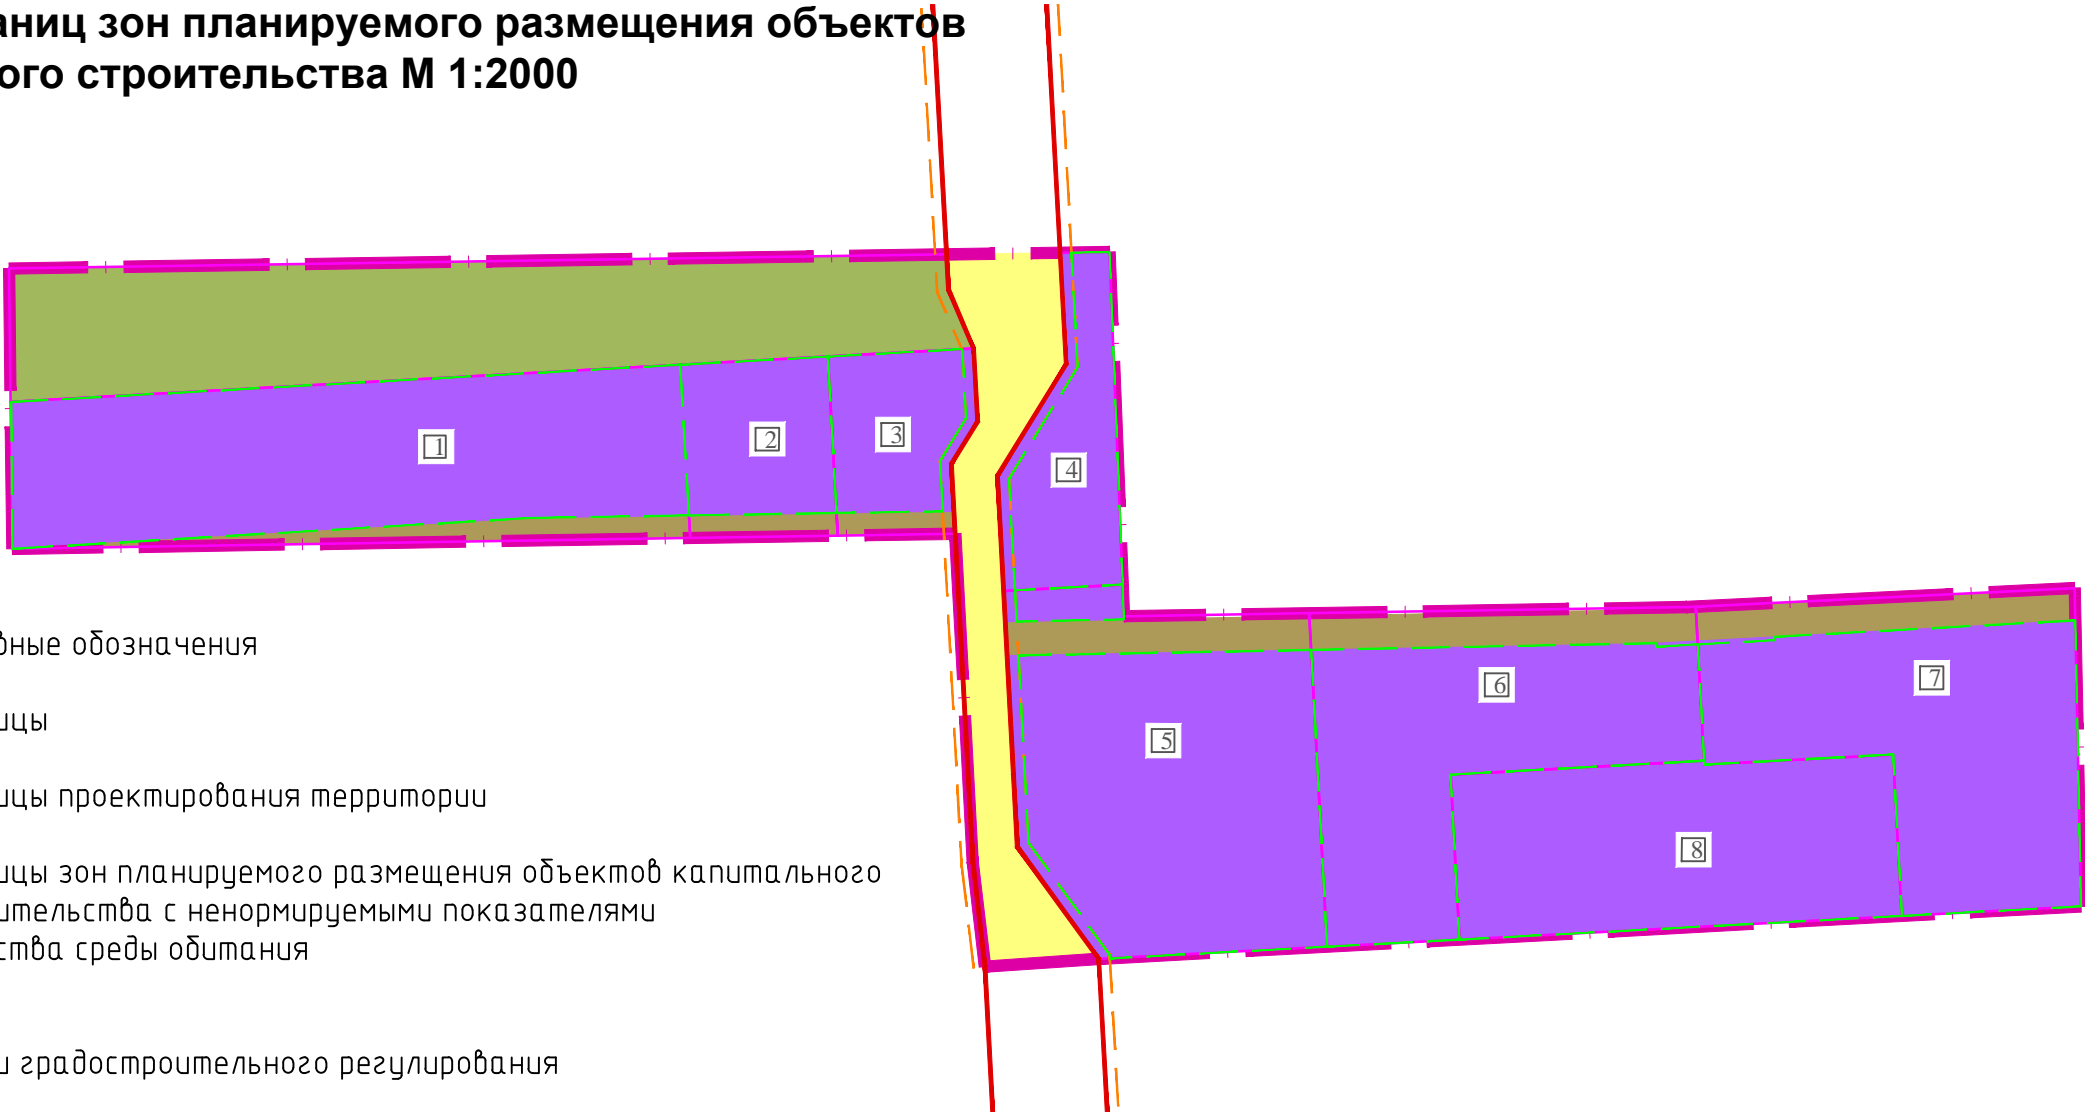 аниц зон планируемого размещения объектов
ого строительства М 1:2000
1
2
3
4
5
6
7
8
вные обозначения
ицы
ицы проектирования территории
ицы зон планируемого размещения объектов капитального
ительства с ненормируемыми показателями
ства среды обитания
и градостроительного регулирования